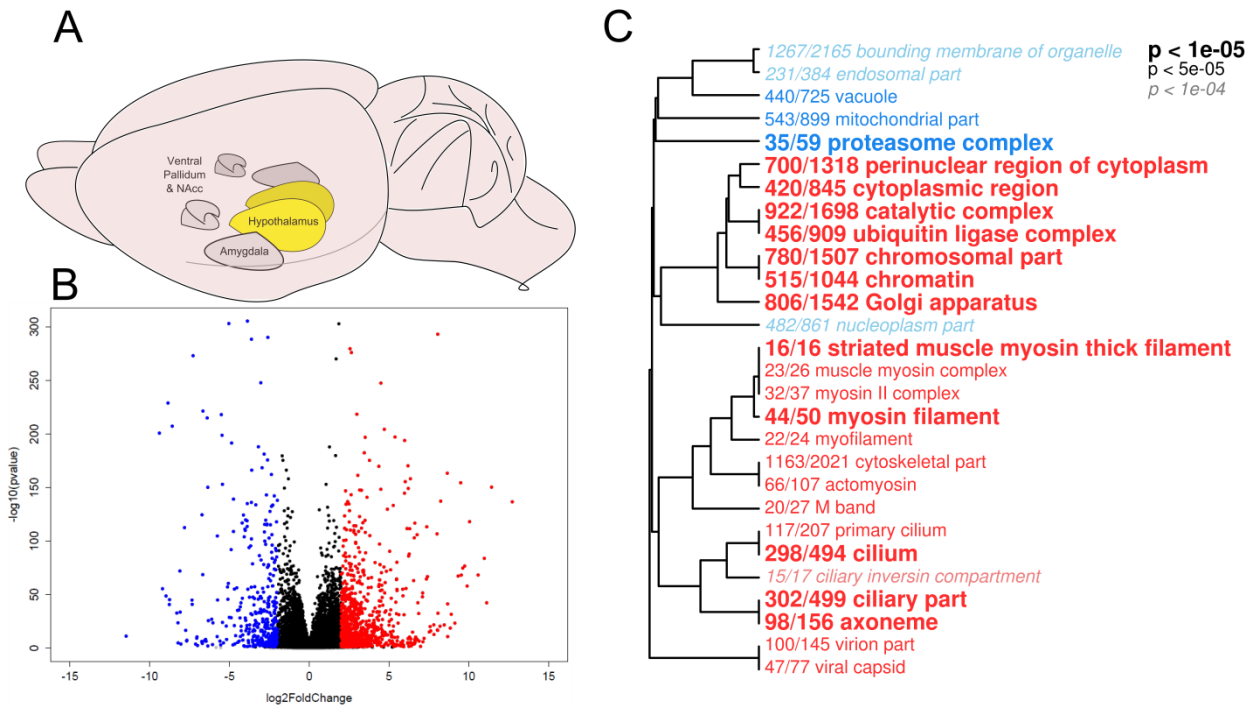 A
Ventral
Pallidum
& NAcc
Hypothalamus
Amygdala
B
300
250
200
150
100
50
0
-log10(pvalue)
-15
-10
-5
0
5
10
15
log2FoldChange
C
1267/2165 bounding membrane of organelle
231/384 endosomal part
440/725 vacuole
543/899 mitochondrial part
35/59 proteasome complex
700/1318 perinuclear region of cytoplasm
420/845 cytoplasmic region
922/1698 catalytic complex
456/909 ubiquitin ligase complex
780/1507 chromosomal part
515/1044 chromatin
806/1542 Golgi apparatus
482/861 nucleoplasm part
16/16 striated muscle myosin thick filament
23/26 muscle myosin complex
32/37 myosin II complex
44/50 myosin filament
22/24 myofilament
1163/2021 cytoskeletal part
66/107 actomyosin
20/27 M band
117/207 primary cilium
298/494 cilium
15/17 ciliary inversin compartment
302/499 ciliary part
98/156 axoneme
100/145 virion part
47/77 viral capsid
p < 1e-05
p < 5e-05
p < 1e-04